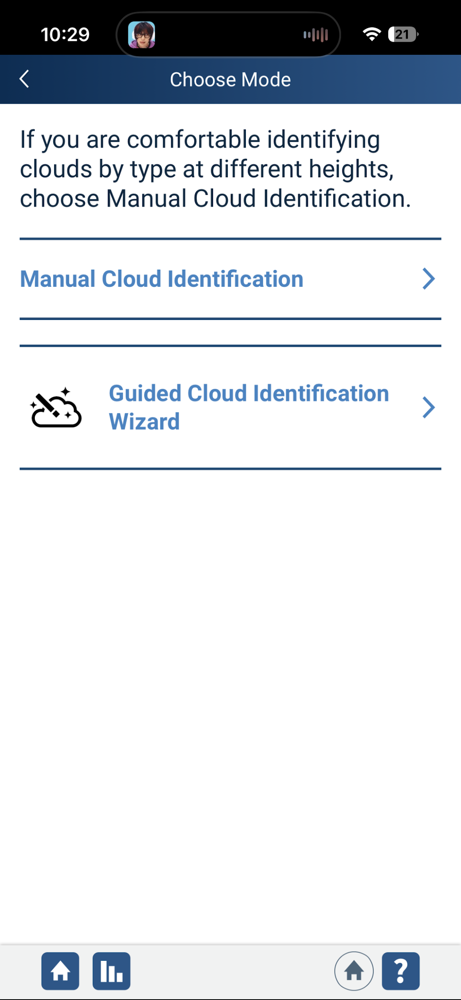 10:29
21
Choose Mode
If you are comfortable identifying
clouds by type at different heights,
choose Manual Cloud Identification.
Manual Cloud Identification
Guided Cloud Identification
Wizard
?